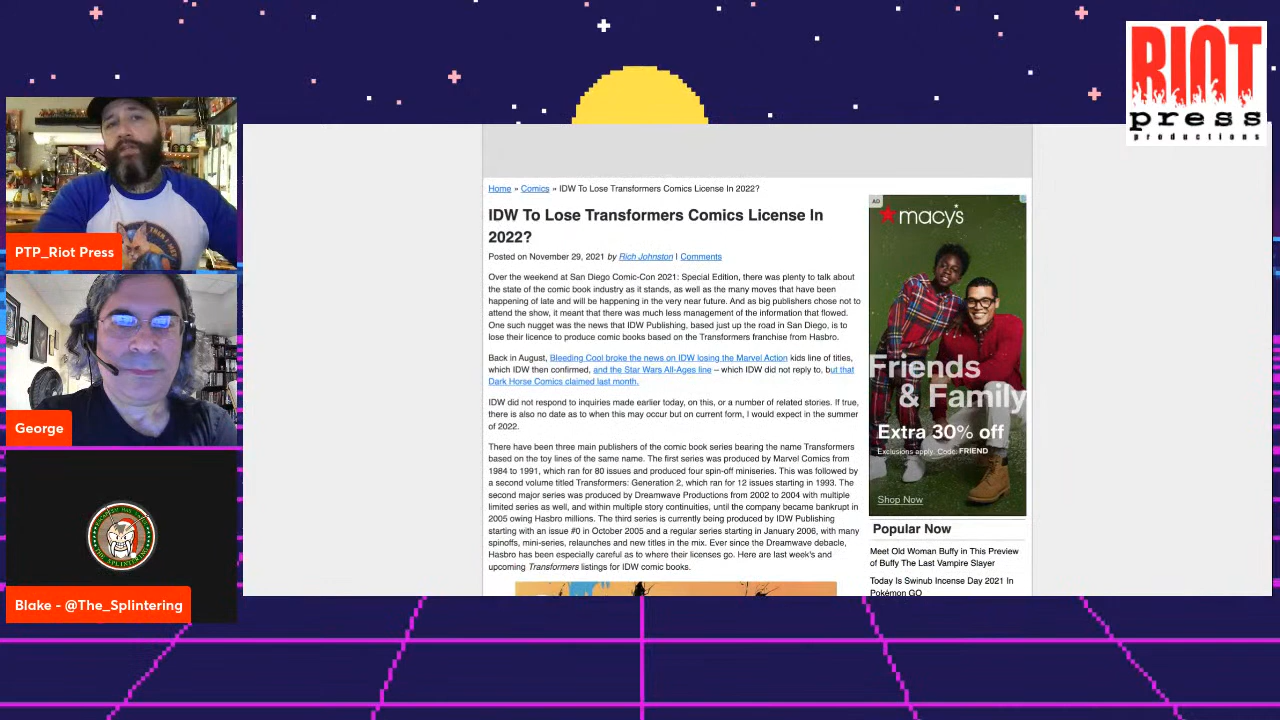 RIOT
press
productions
PTP_Riot Press
George
Blake - @The_Splintering
Home » Comics » IDW To Lose Transformers Comics License In 2022?
IDW To Lose Transformers Comics License In
2022?
Posted on November 29, 2021 by Rich Johnston | Comments
Over the weekend at San Diego Comic-Con 2021: Special Edition, there was plenty to talk about
the state of the comic book industry as it stands, as well as the many moves that have been
happening of late and will be happening in the very near future. And as big publishers chose not to
attend the show, it meant that there was much less management of the information that flowed.
One such nugget was the news that IDW Publishing, based just up the road in San Diego, is to
lose their licence to produce comic books based on the Transformers franchise from Hasbro.
Back in August, Bleeding Cool broke the news on IDW losing the Marvel Action kids line of titles,
which IDW then confirmed, and the Star Wars All-Ages line – which IDW did not reply to, but that
Dark Horse Comics claimed last month.
IDW did not respond to inquiries made earlier today, on this, or a number of related stories. If true,
there is also no date as to when this may occur but on current form, I would expect in the summer
of 2022.
There have been three main publishers of the comic book series bearing the name Transformers
based on the toy lines of the same name. The first series was produced by Marvel Comics from
1984 to 1991, which ran for 80 issues and produced four spin-off miniseries. This was followed by
a second volume titled Transformers: Generation 2, which ran for 12 issues starting in 1993. The
second major series was produced by Dreamwave Productions from 2002 to 2004 with multiple
limited series as well, and within multiple story continuities, until the company became bankrupt in
2005 owing Hasbro millions. The third series is currently being produced by IDW Publishing
starting with an issue #0 in October 2005 and a regular series starting in January 2006, with many
spinoffs, mini-series, relaunches and new titles in the mix. Ever since the Dreamwave debacle,
Hasbro has been especially careful as to where their licenses go. Here are last week's and
upcoming Transformers listings for IDW comic books.
AD
macy's
Friends
& Family
Extra 30% off
Exclusions apply. Code: FRIEND
Shop Now
Popular Now
Meet Old Woman Buffy in This Preview
of Buffy The Last Vampire Slayer
Today Is Swinub Incense Day 2021 In
Pokémon GO